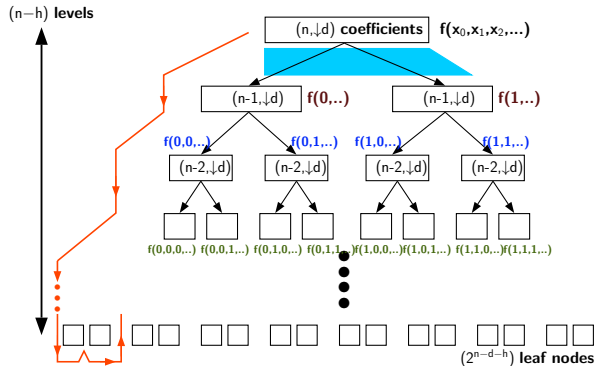 (n−h) levels
(n,↓d) coefficients f(x₀,x₁,x₂,...)
(n-1,↓d) f(0,..) (n-1,↓d) f(1,..)
f(0,0,..) f(0,1,..) f(1,0,..) f(1,1,..)
(n-2,↓d) (n-2,↓d) (n-2,↓d) (n-2,↓d)
f(0,0,0,..) f(0,0,1,..) f(0,1,0,..) f(0,1,1,..) f(1,0,0,..) f(1,0,1,..) f(1,1,0,..) f(1,1,1,..)
(2ⁿ⁻ᵈ⁻ʰ) leaf nodes